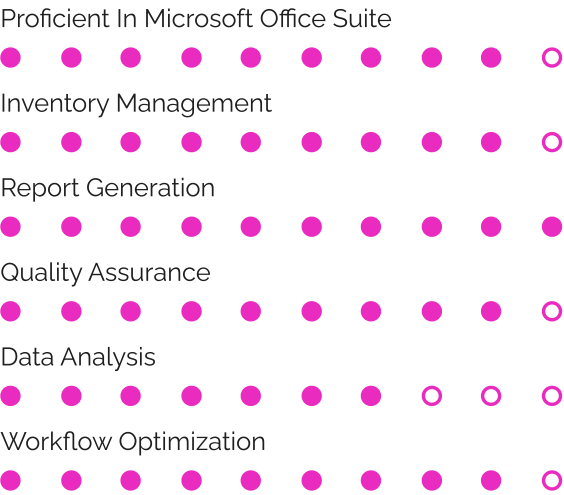 Proficient In Microsoft Office Suite
Inventory Management
Report Generation
Quality Assurance
Data Analysis
Workflow Optimization